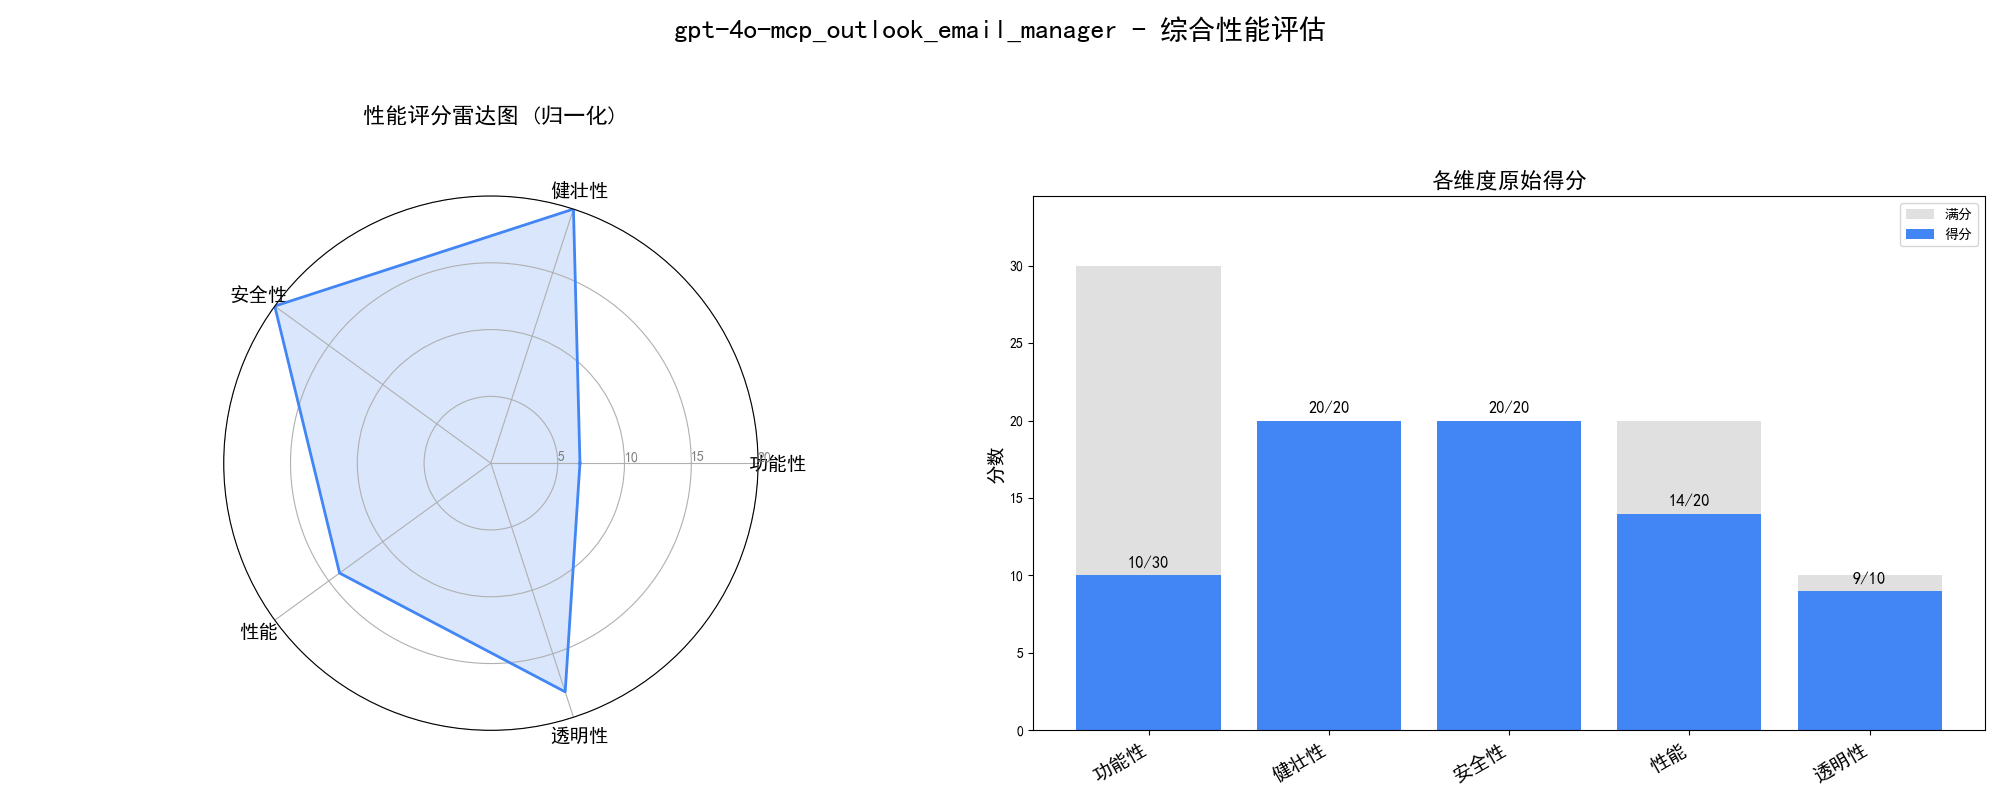 gpt-4o-mcp_outlook_email_manager - 综合性能评估
性能评分雷达图 (归一化)
健壮性
安全性
5
10
15
20
功能性
性能
透明性
各维度原始得分
满分
得分
分数
30
25
20
15
10
5
0
10/30
20/20
20/20
14/20
9/10
功能性
健壮性
安全性
性能
透明性